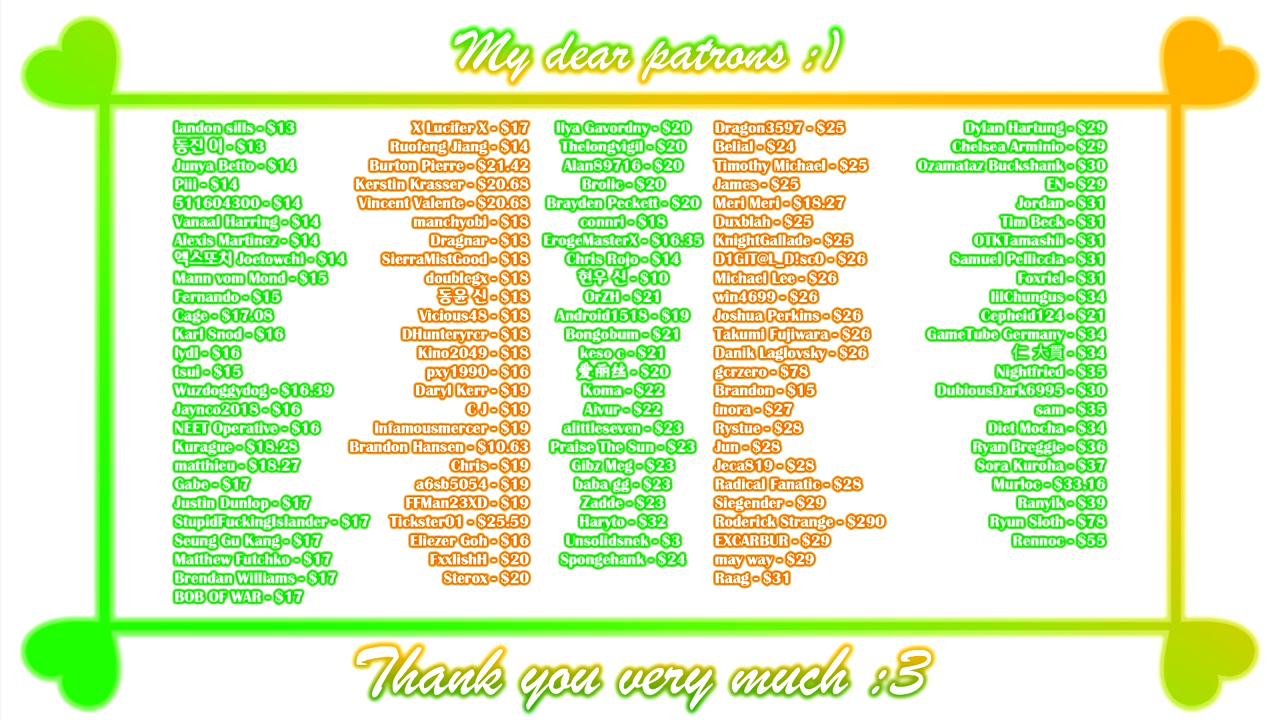 My dear patrons :)
landon sills - $13
동진 이 - $13
Junya Betto - $14
Piil - $14
511604300 - $14
Vanaal Harring - $14
Alexis Martinez - $14
엑스또치 Joetowchi - $14
Mann vom Mond - $15
Fernando - $15
Cage - $17.08
Karl Snod - $16
lydl - $16
tsui - $15
Wuzdoggydog - $16.39
Jaynco2018 - $16
NEET Operative - $16
Kurague - $18.28
matthieu - $18.27
Gabe - $17
Justin Dunlop - $17
StupidFuckingIslander - $17
Seung Gu Kang - $17
Matthew Futchko - $17
Brendan Williams - $17
BOB OF WAR - $17
X Lucifer X - $17
Ruofeng Jiang - $14
Burton Pierre - $21.42
Kerstin Krasser - $20.68
Vincent Valente - $20.68
manchyobi - $18
Dragnar - $18
SierraMistGood - $18
doublegx - $18
동윤 신 - $18
Vicious48 - $18
DHunteryrcr - $18
Kino2049 - $18
pxy1990 - $16
Daryl Kerr - $19
C J - $19
Infamousmercer - $19
Brandon Hansen - $10.63
Chris - $19
a6sb5054 - $19
FFMan23XD - $19
Tickster01 - $25.59
Eliezer Goh - $16
FxxlishH - $20
Sterox - $20
Ilya Gavordny - $20
Thelongvigil - $20
Alan89716 - $20
Brolic - $20
Brayden Peckett - $20
connri - $18
ErogeMasterX - $16.35
Chris Rojo - $14
현우 신 - $10
OrZH - $21
Android1518 - $19
Bongobum - $21
keso c - $21
愛 雨 丝 - $20
Koma - $22
Aivur - $22
alittleseven - $23
Praise The Sun - $23
Gibz Meg - $23
baba gg - $23
Zadde - $23
Haryto - $32
Unsolidsnek - $3
Spongehank - $24
Dragon3597 - $25
Belial - $24
Timothy Michael - $25
James - $25
Meri Meri - $18.27
Duxblah - $25
KnightGallade - $25
D1GIT@L_D!sc0 - $26
Michael Lee - $26
win4699 - $26
Joshua Perkins - $26
Takumi Fujiwara - $26
Danik Laglovsky - $26
gcrzero - $78
Brandon - $15
inora - $27
Rystue - $28
Jun - $28
Jeca819 - $28
Radical Fanatic - $28
Siegender - $29
Roderick Strange - $290
EXCARBUR - $29
may way - $29
Raag - $31
Dylan Hartung - $29
Chelsea Arminio - $29
Ozamataz Buckshank - $30
EN - $29
Jordan - $31
Tim Beck - $31
OTKTamashii - $31
Samuel Pelliccia - $31
Foxriel - $31
lilChungus - $34
Cepheid124 - $21
GameTube Germany - $34
仁 大貫 - $34
Nightfried - $35
DubiousDark6995 - $30
sam - $35
Diet Mocha - $34
Ryan Breggle - $36
Sora Kuroha - $37
Murloc - $33.16
Ranyik - $39
Ryun Sloth - $78
Rennoc - $55
Thank you very much :3